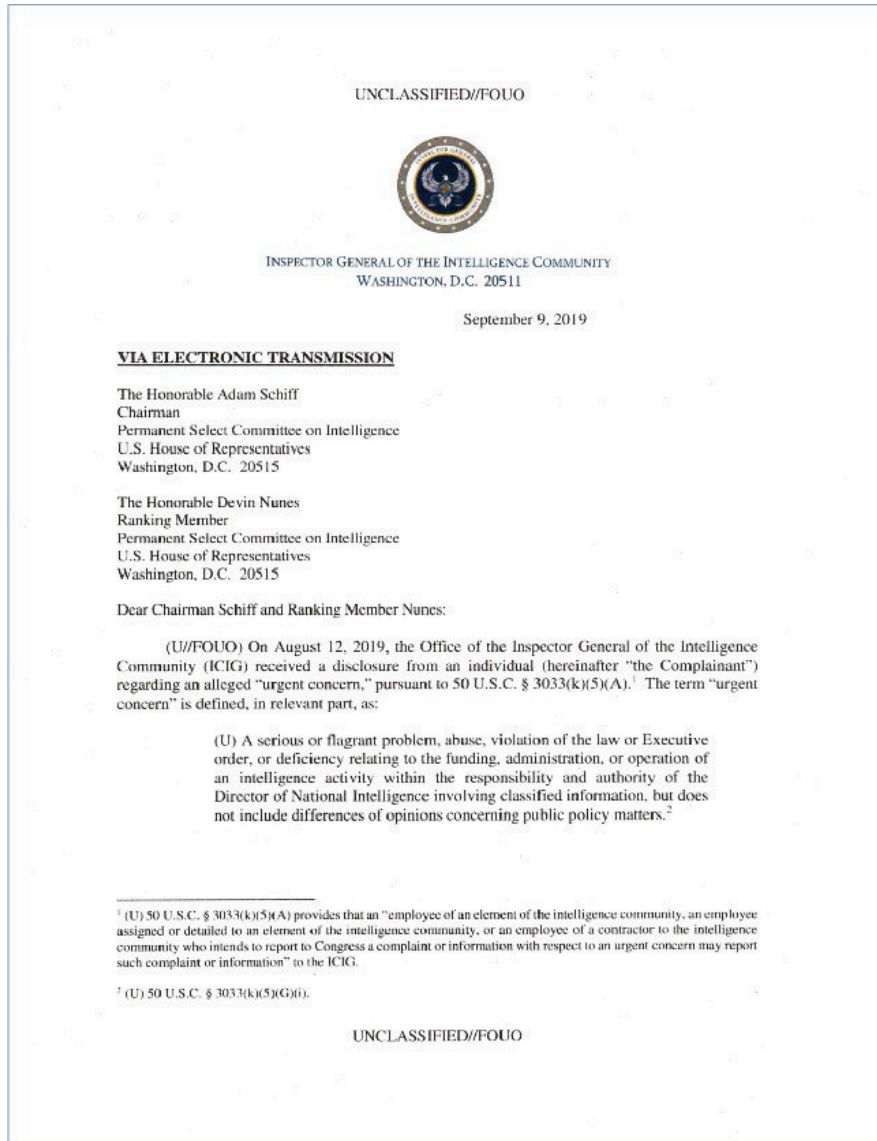 UNCLASSIFIED//FOUO
INSPECTOR GENERAL
INTELLIGENCE COMMUNITY
INSPECTOR GENERAL OF THE INTELLIGENCE COMMUNITY
WASHINGTON, D.C. 20511
September 9, 2019
VIA ELECTRONIC TRANSMISSION
The Honorable Adam Schiff
Chairman
Permanent Select Committee on Intelligence
U.S. House of Representatives
Washington, D.C. 20515
The Honorable Devin Nunes
Ranking Member
Permanent Select Committee on Intelligence
U.S. House of Representatives
Washington, D.C. 20515
Dear Chairman Schiff and Ranking Member Nunes:
(U//FOUO) On August 12, 2019, the Office of the Inspector General of the Intelligence
Community (ICIG) received a disclosure from an individual (hereinafter “the Complainant”)
regarding an alleged “urgent concern,” pursuant to 50 U.S.C. § 3033(k)(5)(A).¹ The term “urgent
concern” is defined, in relevant part, as:
(U) A serious or flagrant problem, abuse, violation of the law or Executive
order, or deficiency relating to the funding, administration, or operation of
an intelligence activity within the responsibility and authority of the
Director of National Intelligence involving classified information, but does
not include differences of opinions concerning public policy matters.²
¹ (U) 50 U.S.C. § 3033(k)(5)(A) provides that an “employee of an element of the intelligence community, an employee
assigned or detailed to an element of the intelligence community, or an employee of a contractor to the intelligence
community who intends to report to Congress a complaint or information with respect to an urgent concern may report
such complaint or information” to the ICIG.
² (U) 50 U.S.C. § 3033(k)(5)(G)(i).
UNCLASSIFIED//FOUO